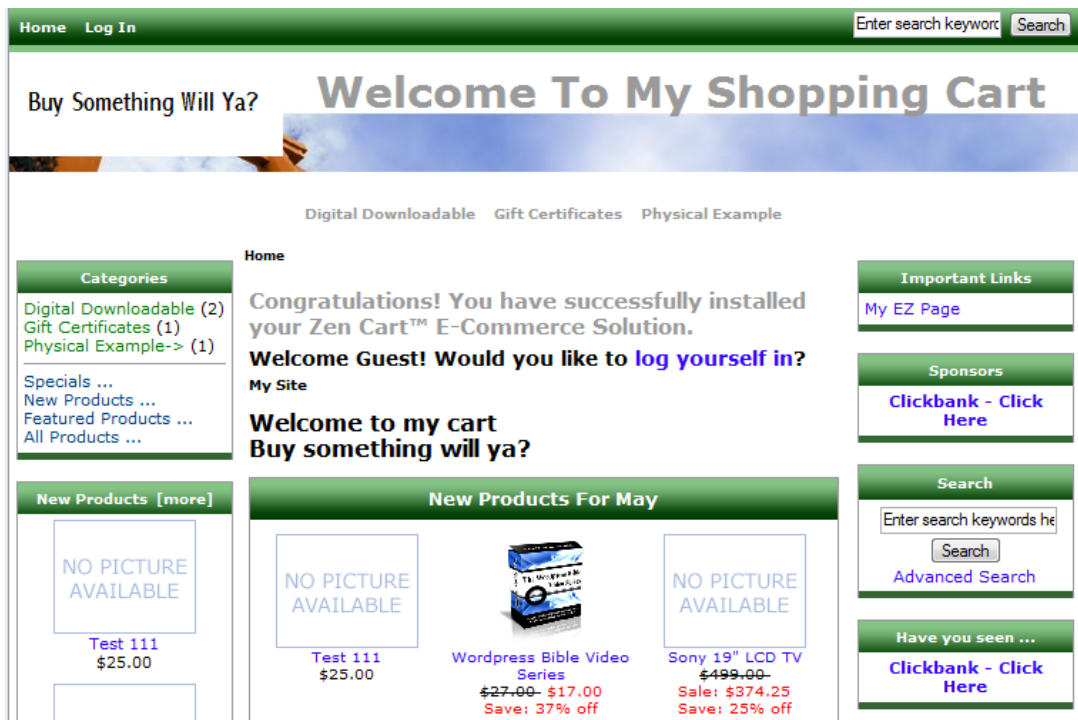 Home Log In
Enter search keyworc Search
Buy Something Will Ya?
Welcome To My Shopping Cart
Digital Downloadable Gift Certificates Physical Example
Home
Categories
Digital Downloadable (2)
Gift Certificates (1)
Physical Example-> (1)
Specials ...
New Products ...
Featured Products ...
All Products ...
New Products [more]
NO PICTURE
AVAILABLE
Test 111
$25.00
Congratulations! You have successfully installed
your Zen Cart™ E-Commerce Solution.
Welcome Guest! Would you like to log yourself in?
My Site
Welcome to my cart
Buy something will ya?
New Products For May
NO PICTURE
AVAILABLE
Test 111
$25.00
The Wordpress Bible
Video Series
Wordpress Bible Video
Series
$27.00 $17.00
Save: 37% off
NO PICTURE
AVAILABLE
Sony 19" LCD TV
$499.00
Sale: $374.25
Save: 25% off
Important Links
My EZ Page
Sponsors
Clickbank - Click
Here
Search
Enter search keywords he
Search
Advanced Search
Have you seen ...
Clickbank - Click
Here